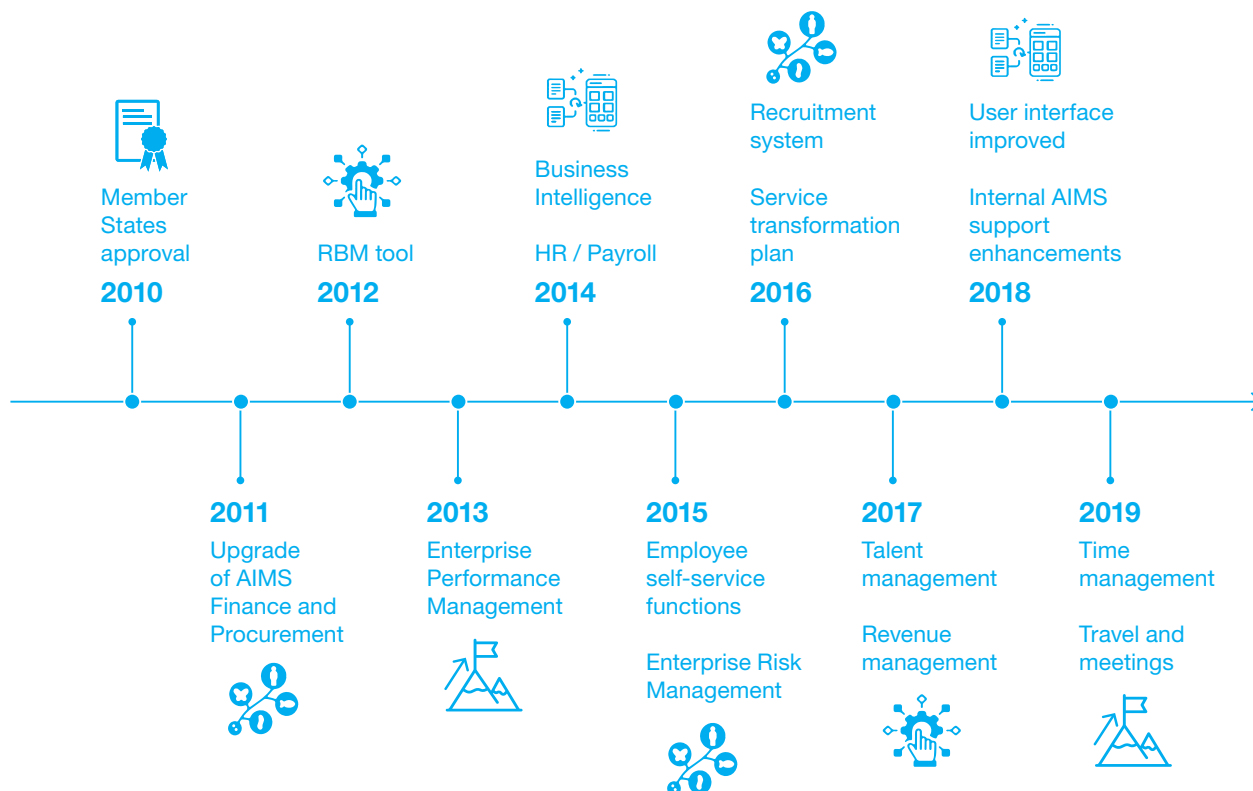 Member
States
approval
2010
RBM tool
2012
Business
Intelligence
HR / Payroll
2014
Recruitment
system
Service
transformation
plan
2016
User interface
improved
Internal AIMS
support
enhancements
2018
2011
Upgrade
of AIMS
Finance and
Procurement
2013
Enterprise
Performance
Management
2015
Employee
self-service
functions
Enterprise Risk
Management
2017
Talent
management
Revenue
management
2019
Time
management
Travel and
meetings